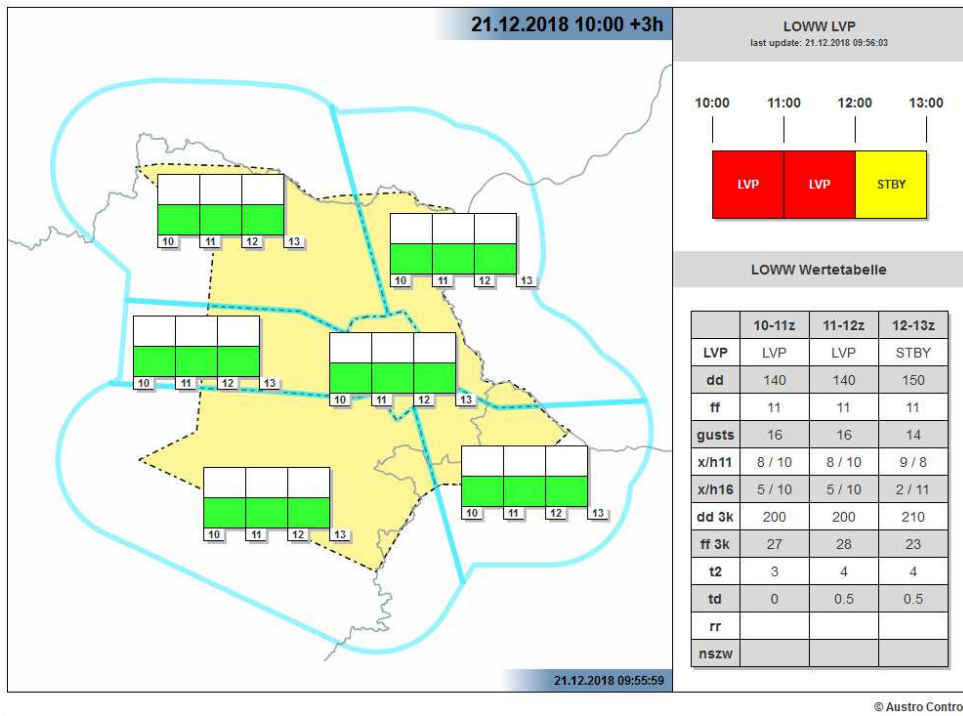 21.12.2018 10:00 +3h
10 11 12 13
10 11 12 13
10 11 12 13
10 11 12 13
10 11 12 13
10 11 12 13
21.12.2018 09:55:59
LOWW LVP
last update: 21.12.2018 09:56:03
10:00 11:00 12:00 13:00
LVP LVP STBY
LOWW Wertetabelle
10-11z 11-12z 12-13z
LVP LVP LVP STBY
dd 140 140 150
ff 11 11 11
gusts 16 16 14
x/h11 8 / 10 8 / 10 9 / 8
x/h16 5 / 10 5 / 10 2 / 11
dd 3k 200 200 210
ff 3k 27 28 23
t2 3 4 4
td 0 0.5 0.5
rr
nszw
© Austro Contro